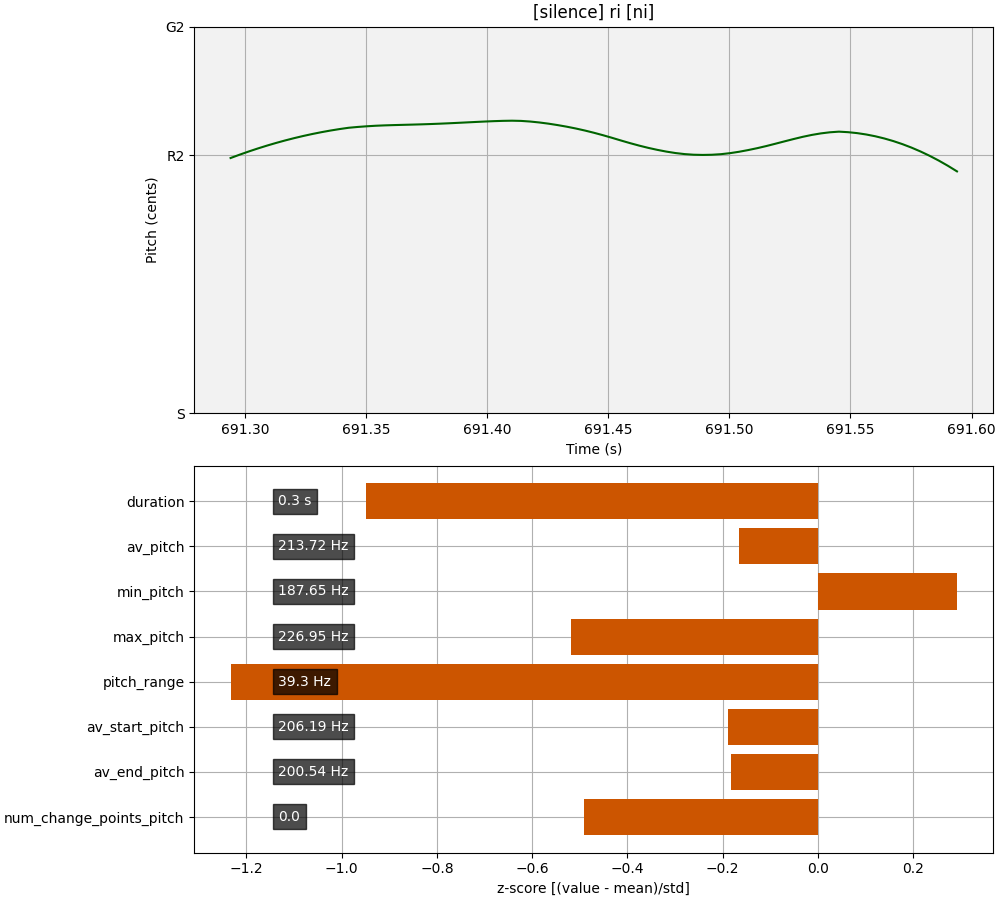 [silence] ri [ni]
G2
R2
S
Pitch (cents)
691.30 691.35 691.40 691.45 691.50 691.55 691.60
Time (s)
duration 0.3 s
av_pitch 213.72 Hz
min_pitch 187.65 Hz
max_pitch 226.95 Hz
pitch_range 39.3 Hz
av_start_pitch 206.19 Hz
av_end_pitch 200.54 Hz
num_change_points_pitch 0.0
−1.2 −1.0 −0.8 −0.6 −0.4 −0.2 0.0 0.2
z-score [(value - mean)/std]